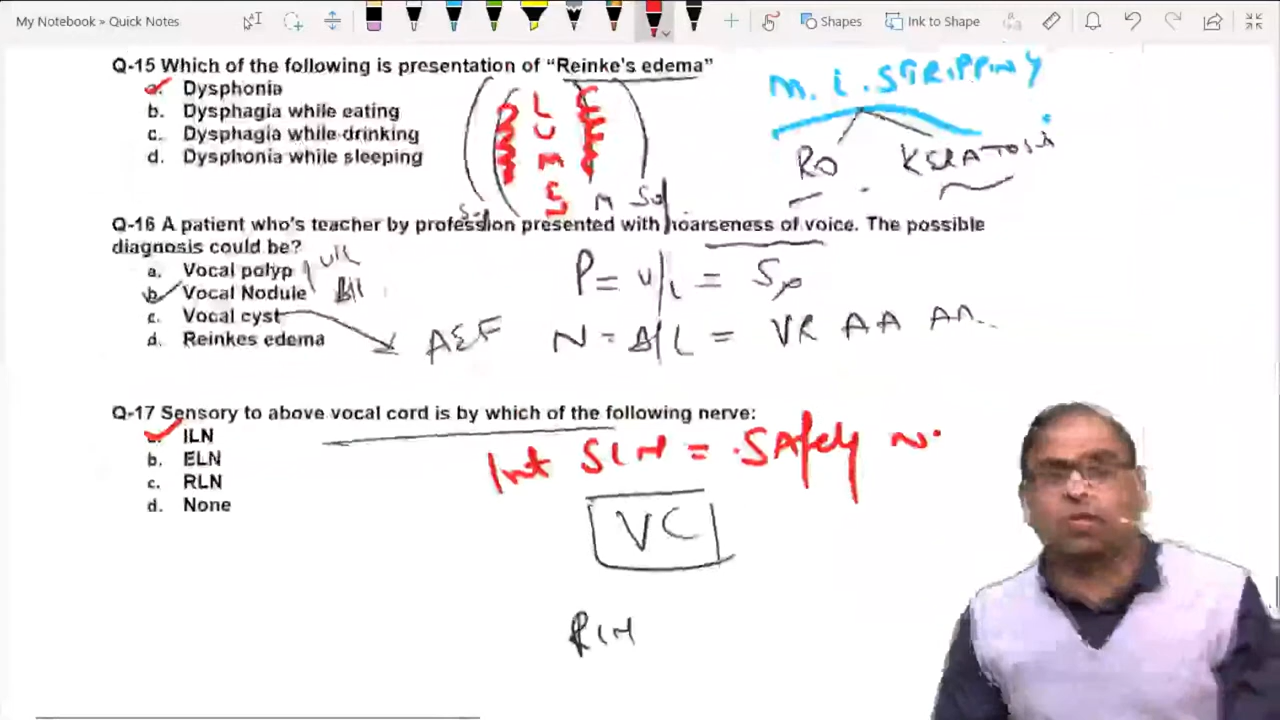 My Notebook > Quick Notes
Shapes
Ink to Shape
Q-15 Which of the following is presentation of “Reinke's edema”
a. Dysphonia
b. Dysphagia while eating
c. Dysphagia while drinking
d. Dysphonia while sleeping
L
U
M
S
M
M. L. STRIPPING
RO
KERATOSIS
Q-16 A patient who's teacher by profession presented with hoarseness of voice. The possible
diagnosis could be?
a. Vocal polyp U/L
b. Vocal Nodule B/L
c. Vocal cyst
d. Reinkes edema
AEF
P = U/L = Sp
N = B/L = VR AA An..
Q-17 Sensory to above vocal cord is by which of the following nerve:
a. ILN
b. ELN
c. RLN
d. None
Int SLN = SAfely N.
VC
RLN